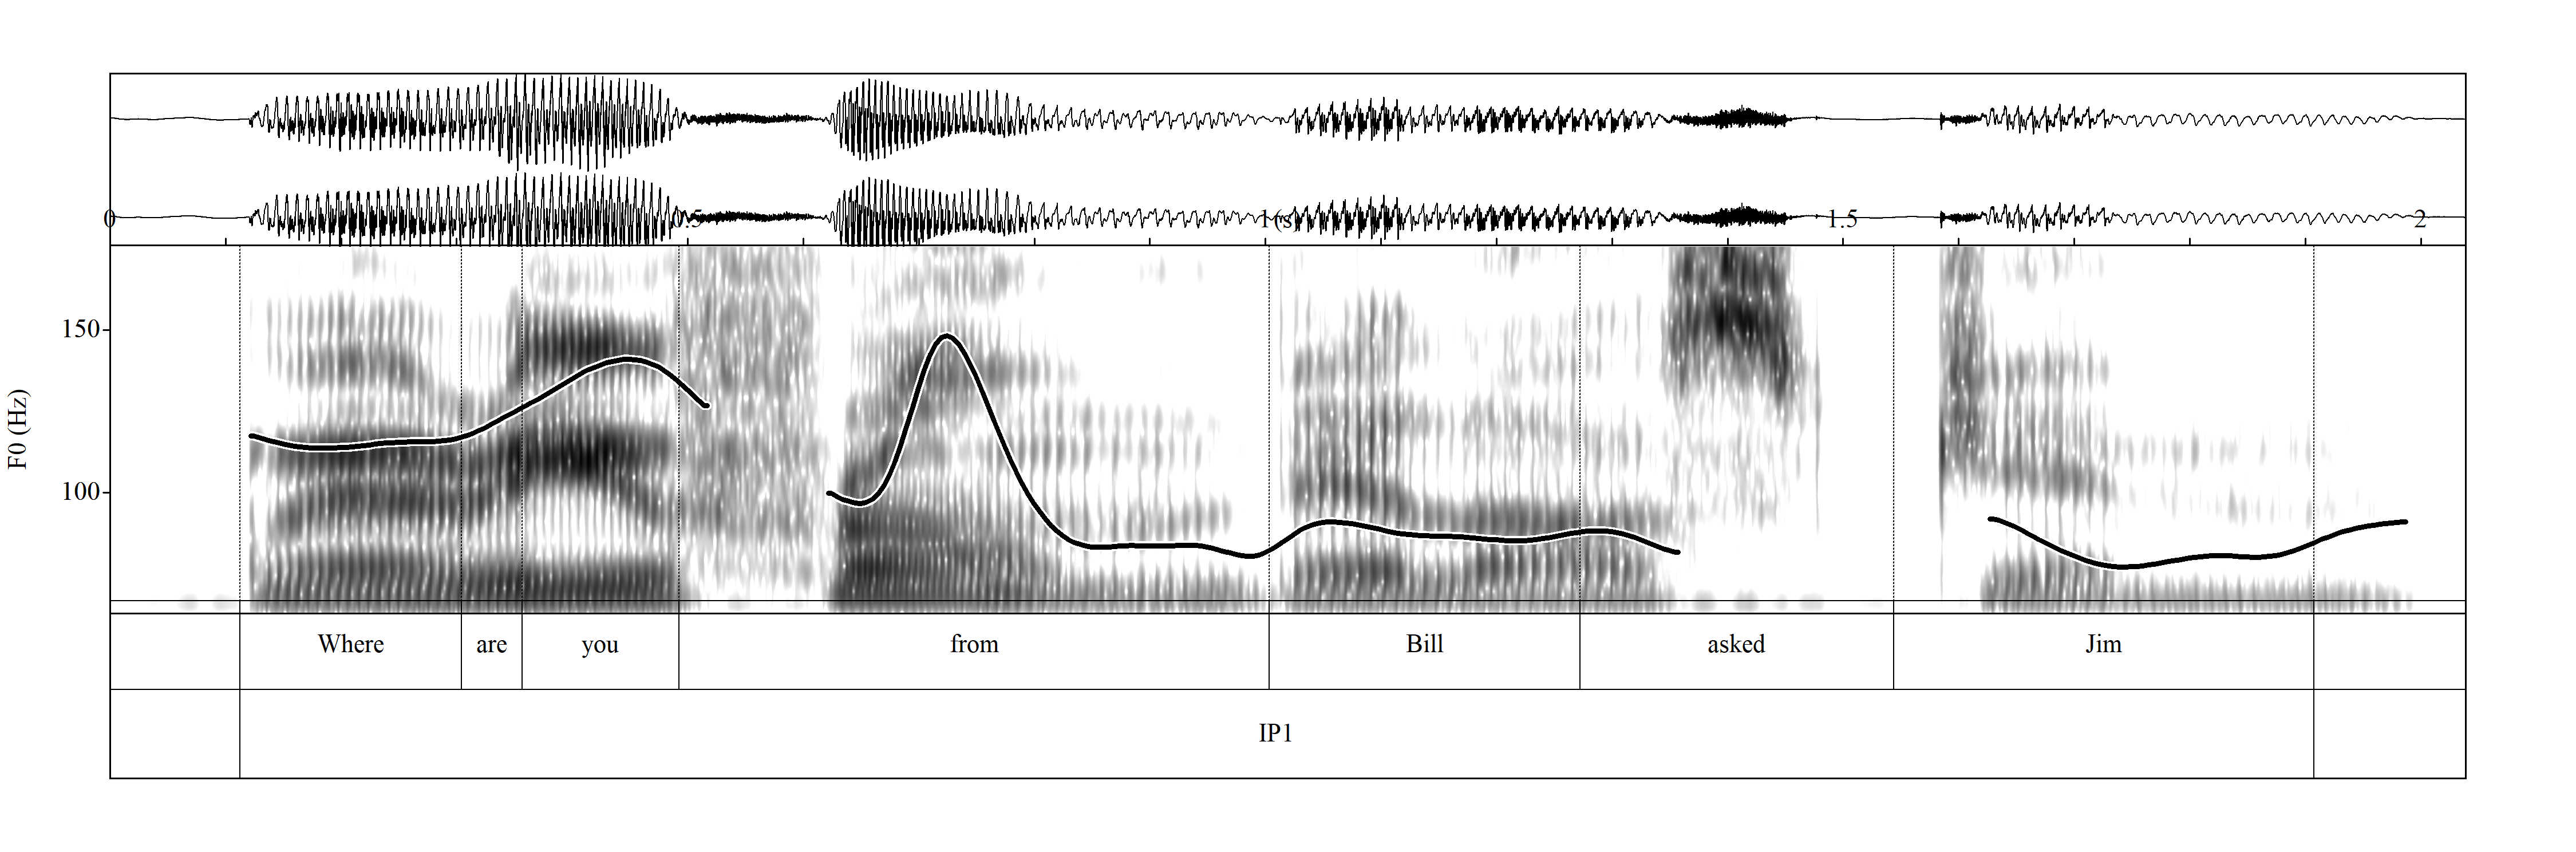 0 0.5 1 (s) 1.5 2
150
100
F0 (Hz)
Where are you from Bill asked Jim
IP1